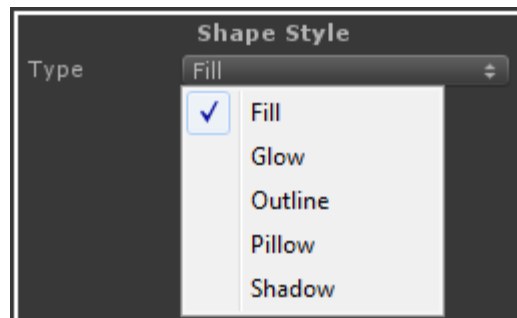 Shape Style
Type Fill
Fill
Glow
Outline
Pillow
Shadow